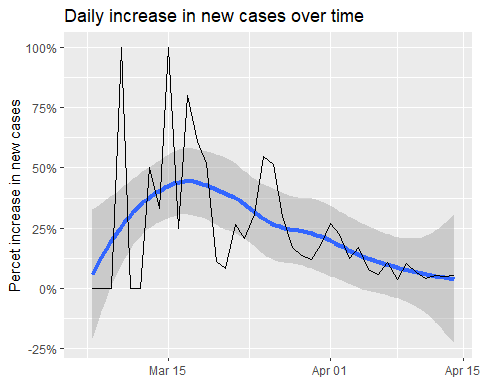 Daily increase in new cases over time
Percet increase in new cases
100%
75%
50%
25%
0%
-25%
Mar 15
Apr 01
Apr 15